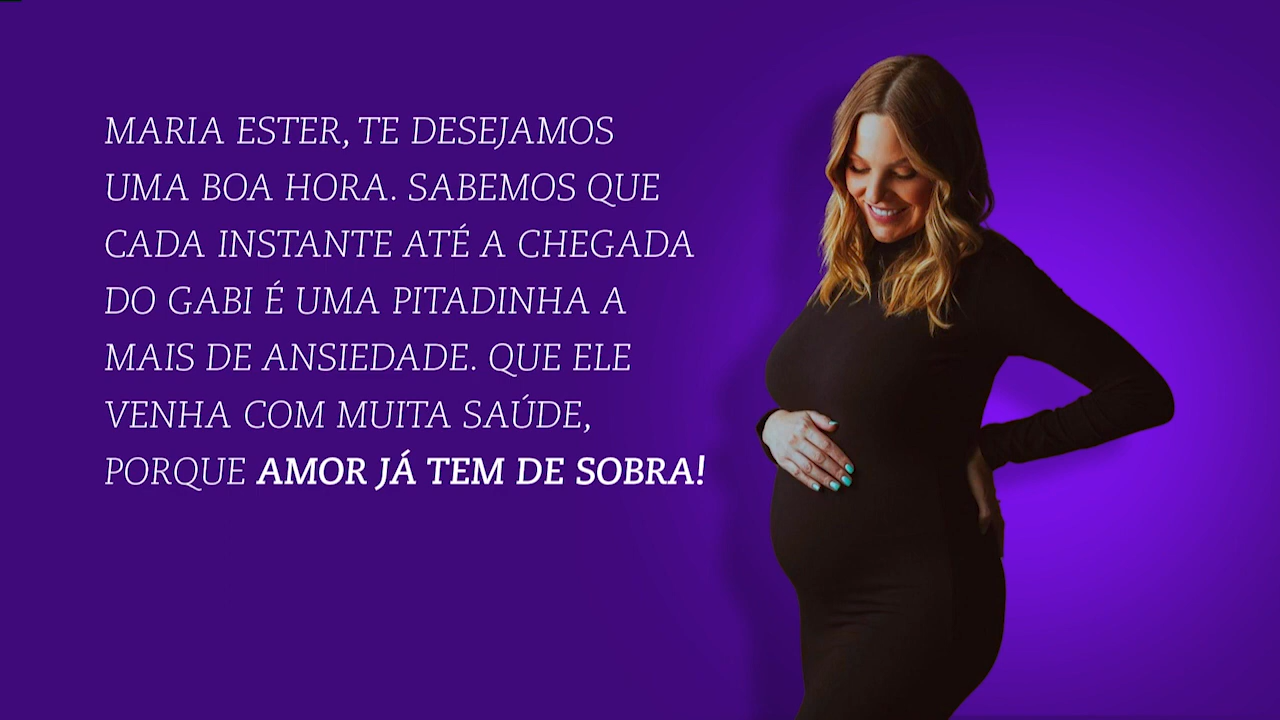 MARIA ESTER, TE DESEJAMOS
UMA BOA HORA. SABEMOS QUE
CADA INSTANTE ATÉ A CHEGADA
DO GABI É UMA PITADINHA A
MAIS DE ANSIEDADE. QUE ELE
VENHA COM MUITA SAÚDE,
PORQUE AMOR JÁ TEM DE SOBRA!